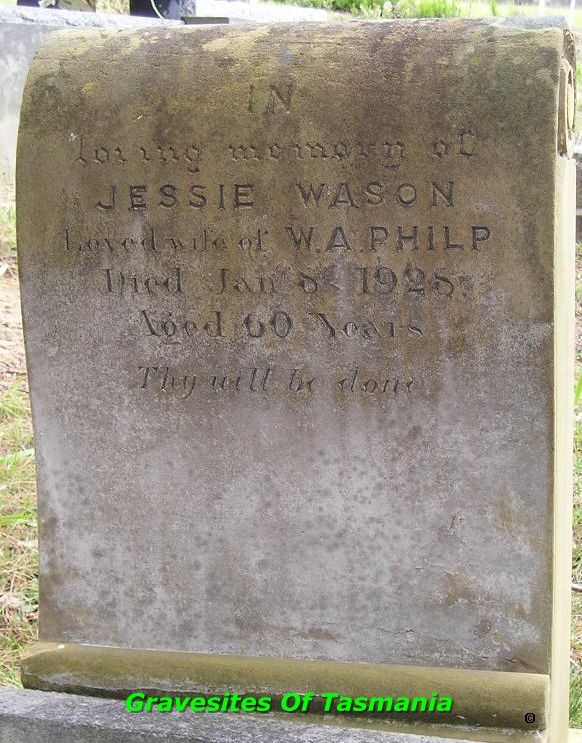 IN
loving memory of
JESSIE WASON
Loved wife of W.A. PHILP
Died Jan 8th 1928.
Aged 60 Years
Thy will be done
Gravesites Of Tasmania
©